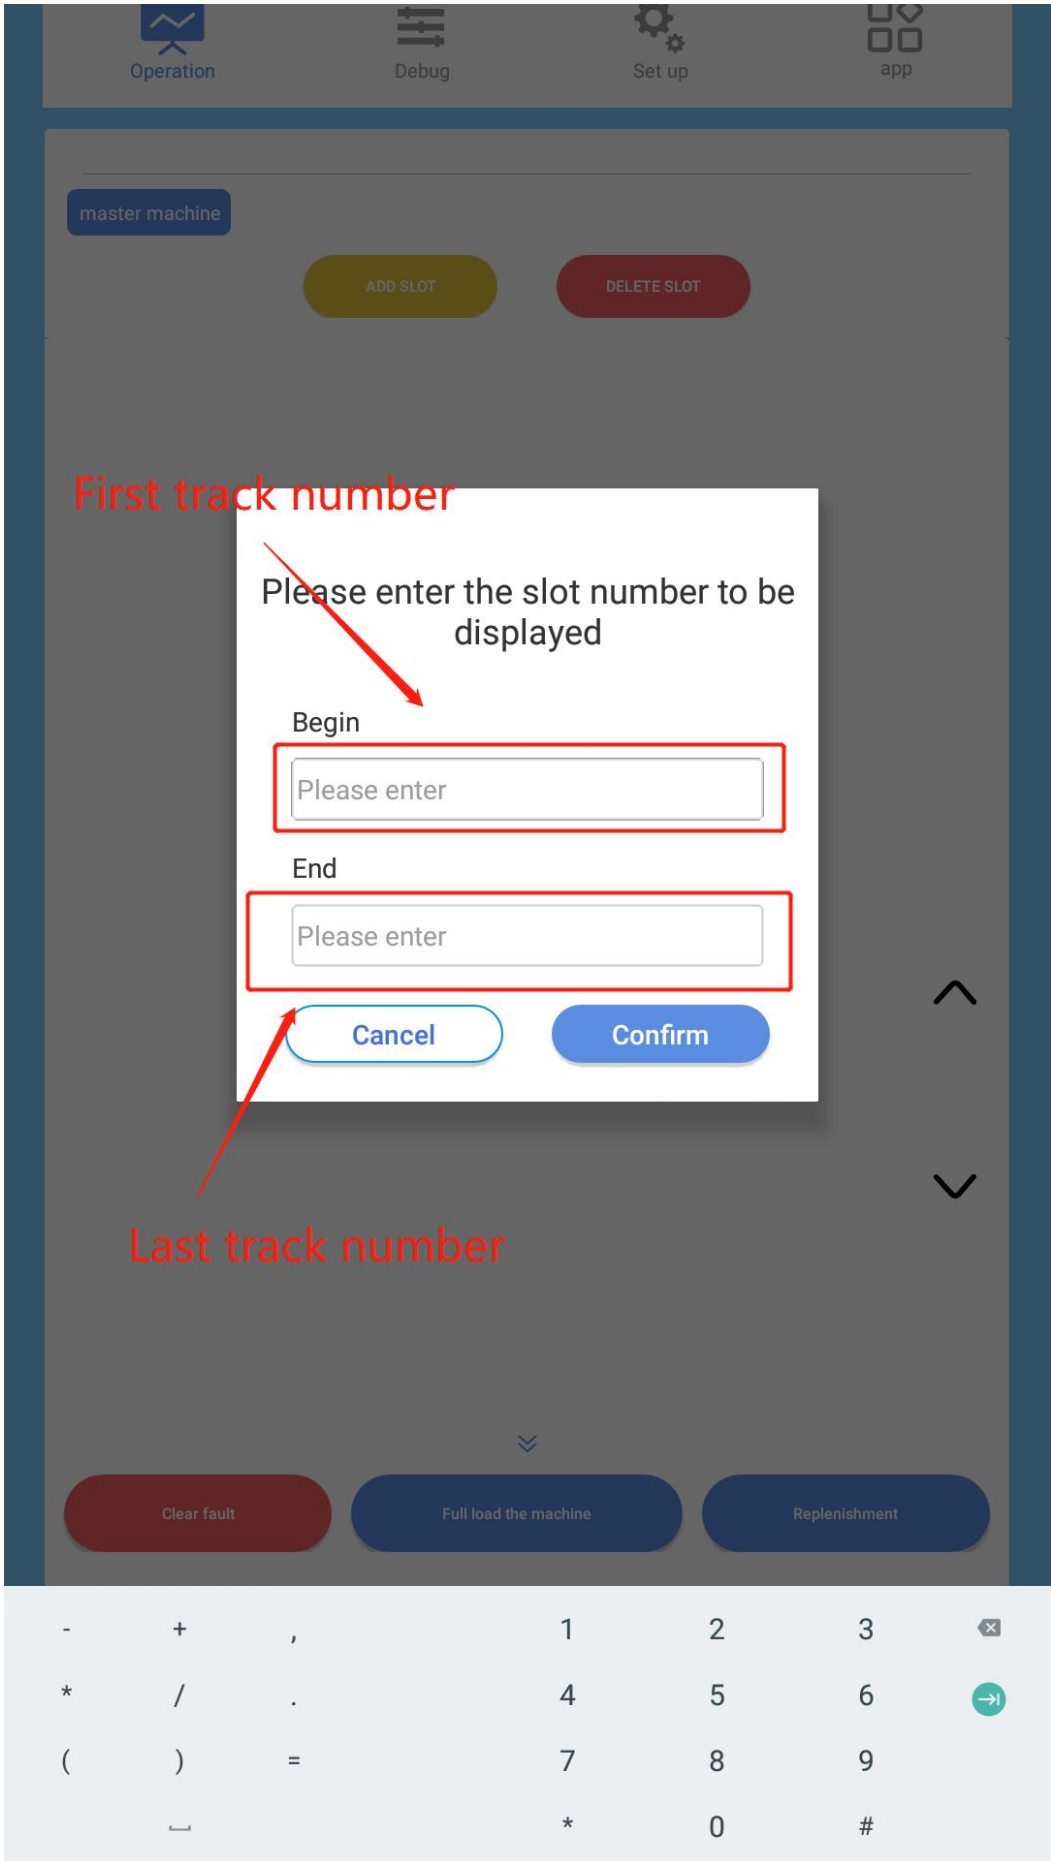 Operation
Debug
Set up
app
master machine
ADD SLOT
DELETE SLOT
First track number
Please enter the slot number to be
displayed
Begin
Please enter
End
Please enter
Cancel
Confirm
Last track number
Clear fault
Full load the machine
Replenishment
- + , 1 2 3
* / . 4 5 6
( ) = 7 8 9
* 0 #